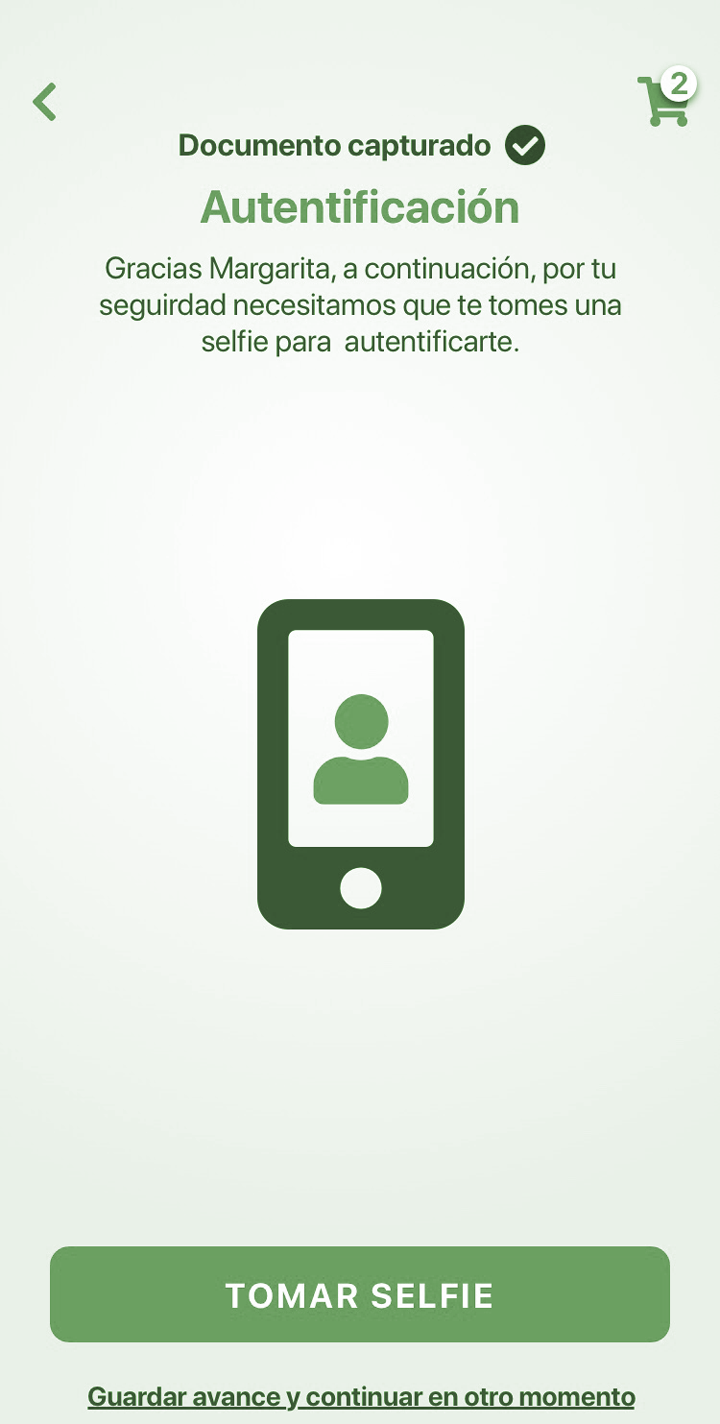 2
Documento capturado
Autentificación
Gracias Margarita, a continuación, por tu
seguirdad necesitamos que te tomes una
selfie para  autentificarte.
TOMAR SELFIE
Guardar avance y continuar en otro momento